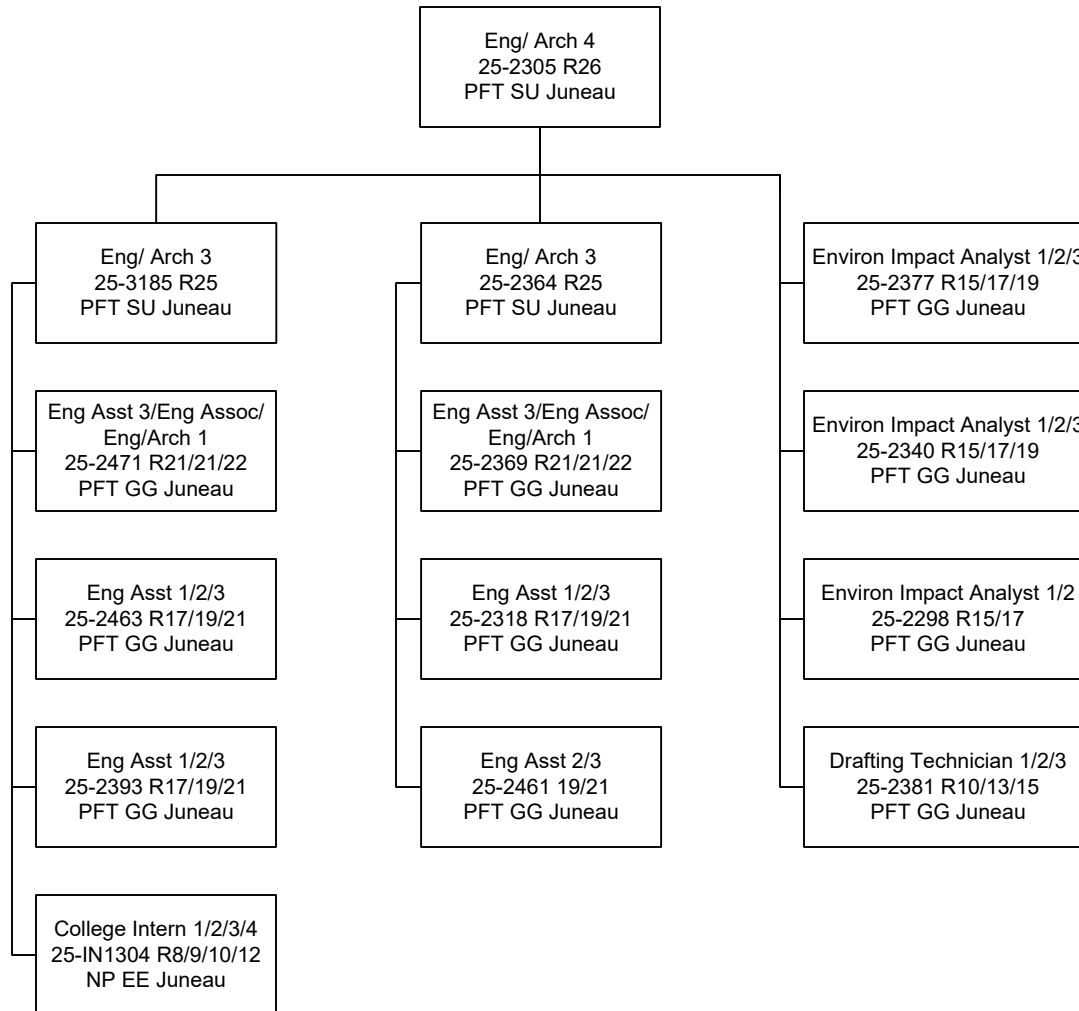 Eng/ Arch 4
25-2305 R26
PFT SU Juneau
Eng/ Arch 3
25-3185 R25
PFT SU Juneau
Eng Asst 3/Eng Assoc/
Eng/Arch 1
25-2471 R21/21/22
PFT GG Juneau
Eng Asst 1/2/3
25-2463 R17/19/21
PFT GG Juneau
Eng Asst 1/2/3
25-2393 R17/19/21
PFT GG Juneau
College Intern 1/2/3/4
25-IN1304 R8/9/10/12
NP EE Juneau
Eng/ Arch 3
25-2364 R25
PFT SU Juneau
Eng Asst 3/Eng Assoc/
Eng/Arch 1
25-2369 R21/21/22
PFT GG Juneau
Eng Asst 1/2/3
25-2318 R17/19/21
PFT GG Juneau
Eng Asst 2/3
25-2461 19/21
PFT GG Juneau
Environ Impact Analyst 1/2/3
25-2377 R15/17/19
PFT GG Juneau
Environ Impact Analyst 1/2/3
25-2340 R15/17/19
PFT GG Juneau
Environ Impact Analyst 1/2
25-2298 R15/17
PFT GG Juneau
Drafting Technician 1/2/3
25-2381 R10/13/15
PFT GG Juneau